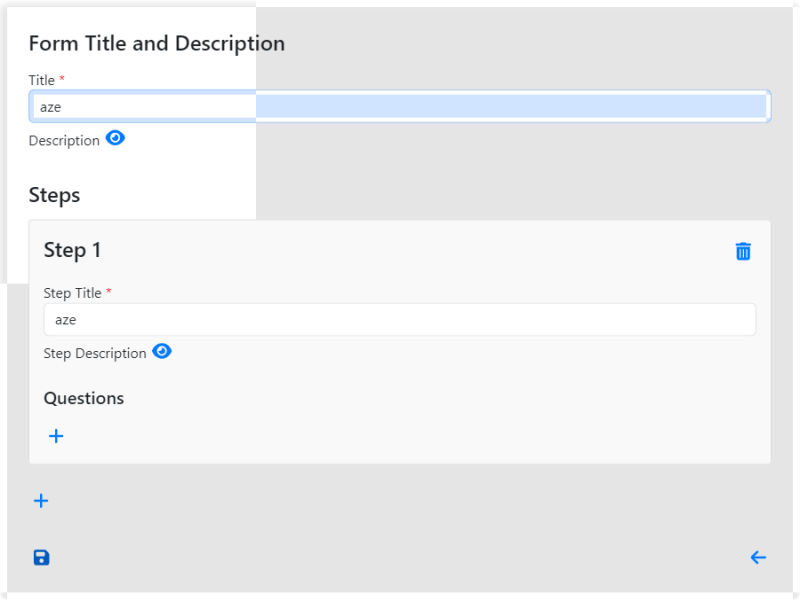 Form Title and Description
Title *
aze
Description
Steps
Step 1
Step Title *
aze
Step Description
Questions